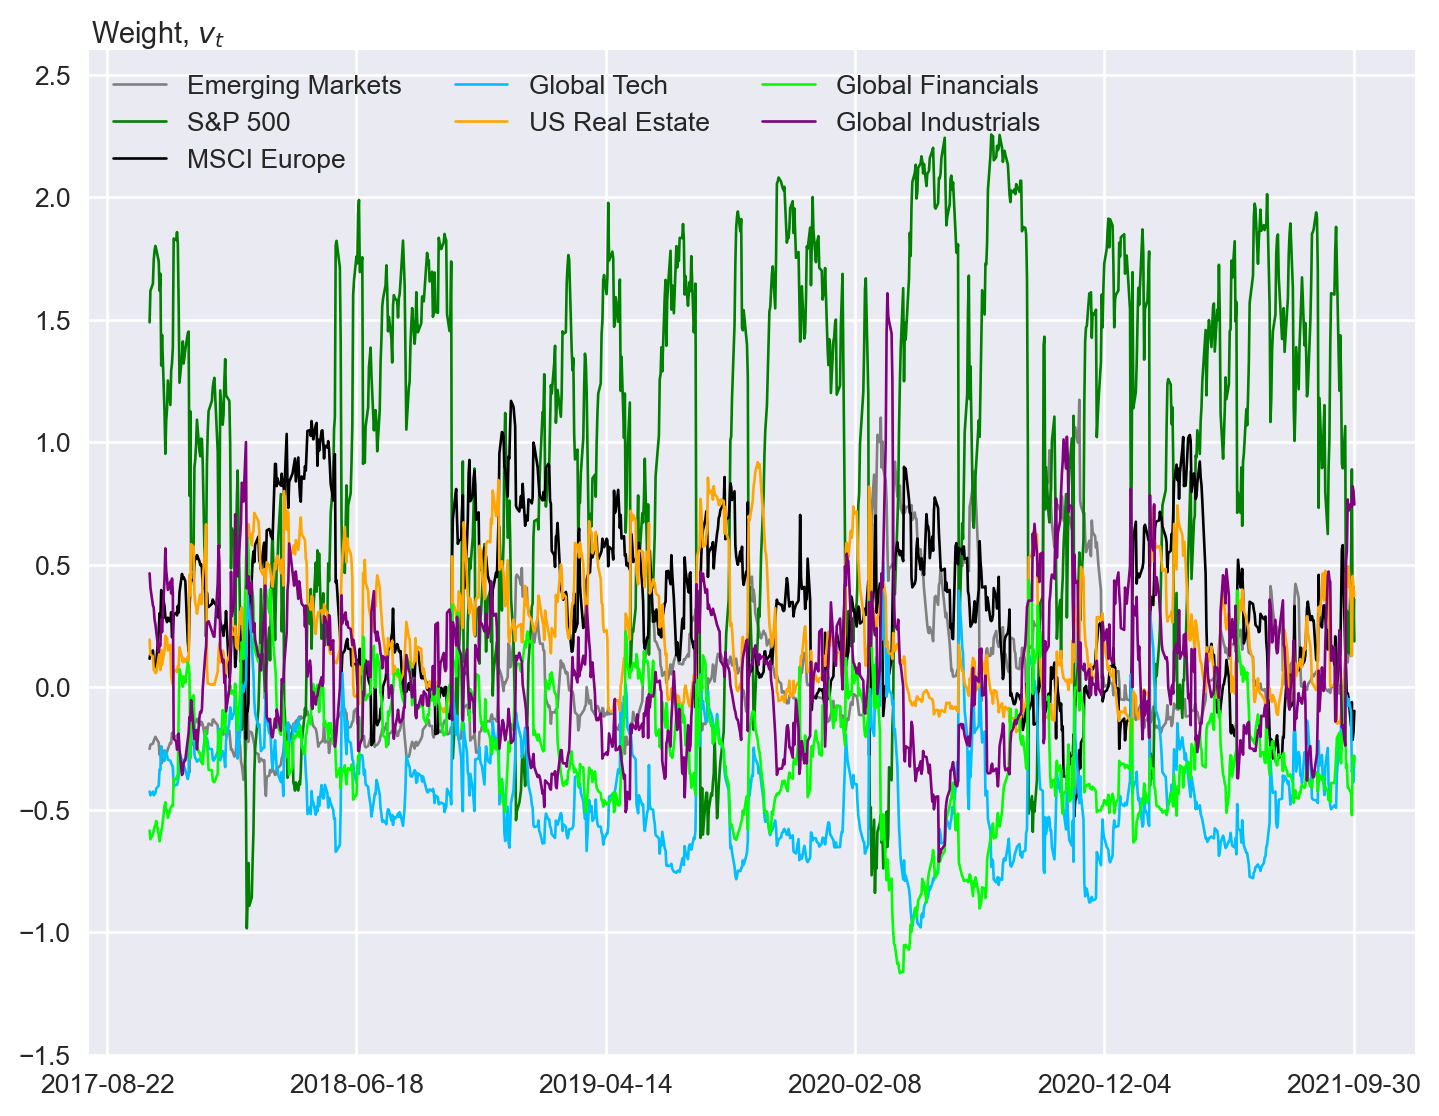 Weight, vₜ
2.5
2.0
1.5
1.0
0.5
0.0
−0.5
−1.0
−1.5
Emerging Markets
S&P 500
MSCI Europe
Global Tech
US Real Estate
Global Financials
Global Industrials
2017-08-22
2018-06-18
2019-04-14
2020-02-08
2020-12-04
2021-09-30